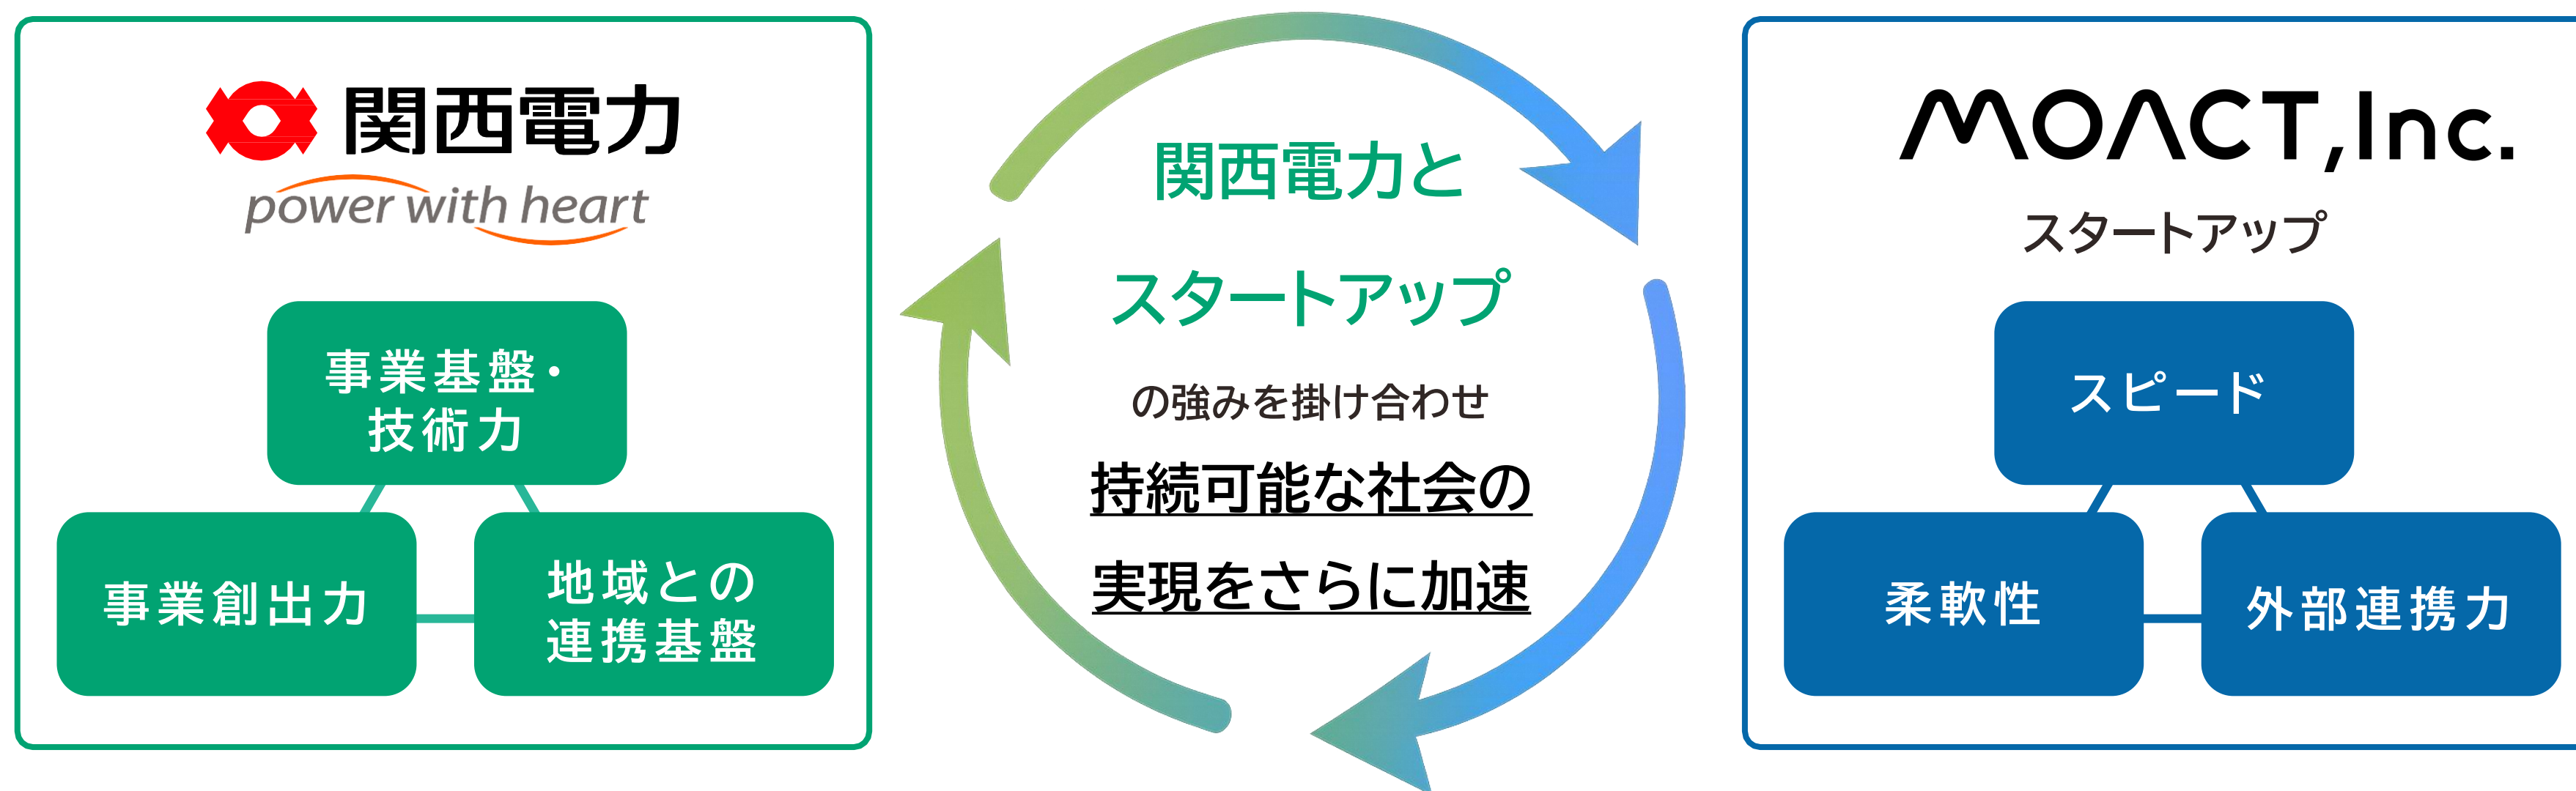 関西電力
power with heart
事業基盤・
技術力
事業創出力
地域との
連携基盤
関西電力と
スタートアップ
の強みを掛け合わせ
持続可能な社会の
実現をさらに加速
MOACT,Inc.
スタートアップ
スピード
柔軟性
外部連携力